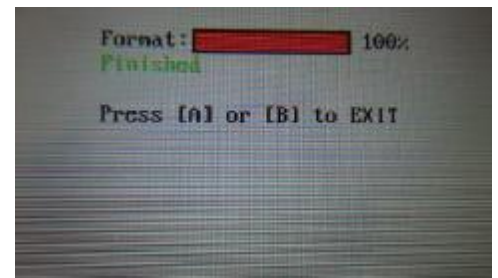 Format: 100%
Finished
Press [A] or [B] to EXIT